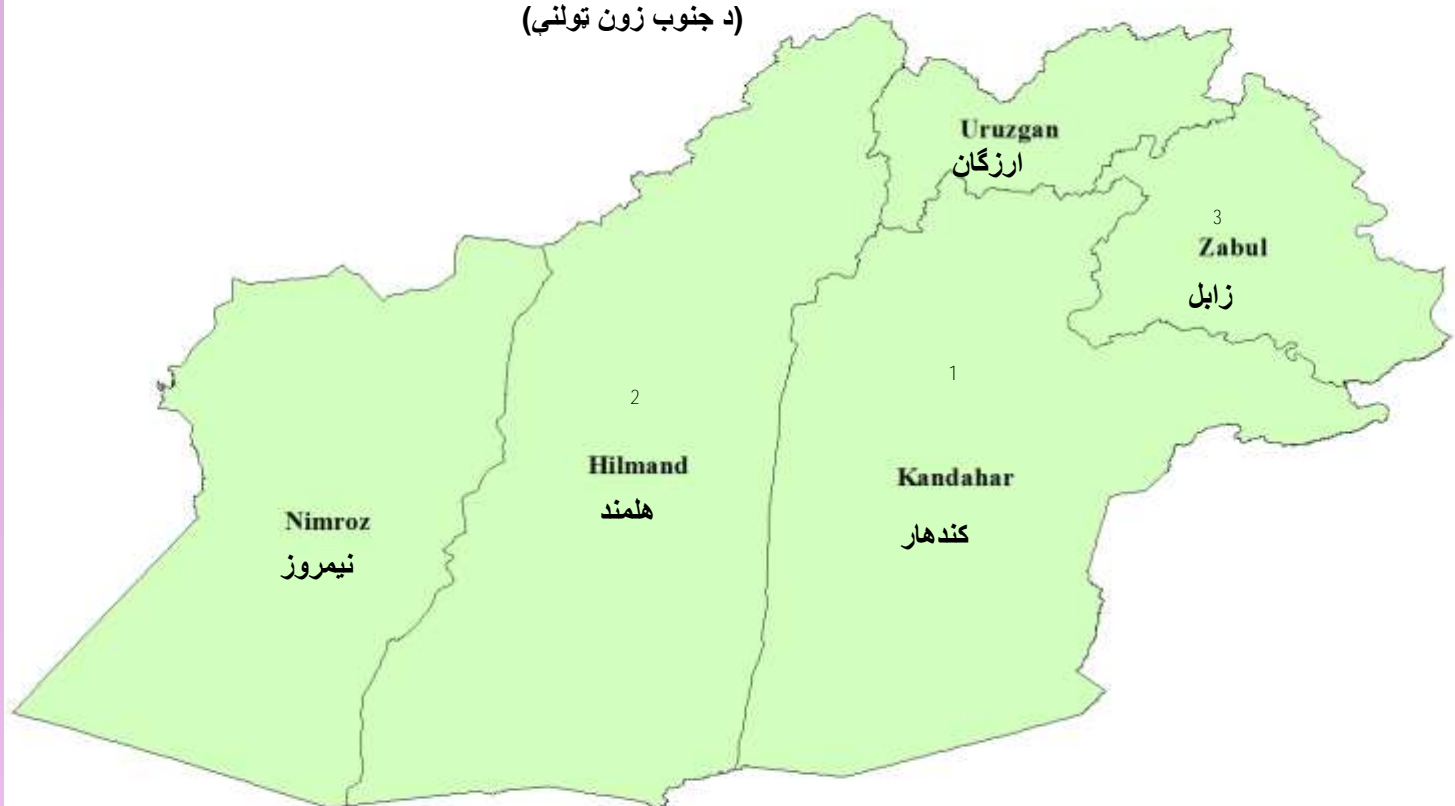 (د جنوب زون ټولنې)
Uruzgan
ارزگان
3
Zabul
زابل
1
2
Hilmand
هلمند
Kandahar
کندهار
Nimroz
نیمروز